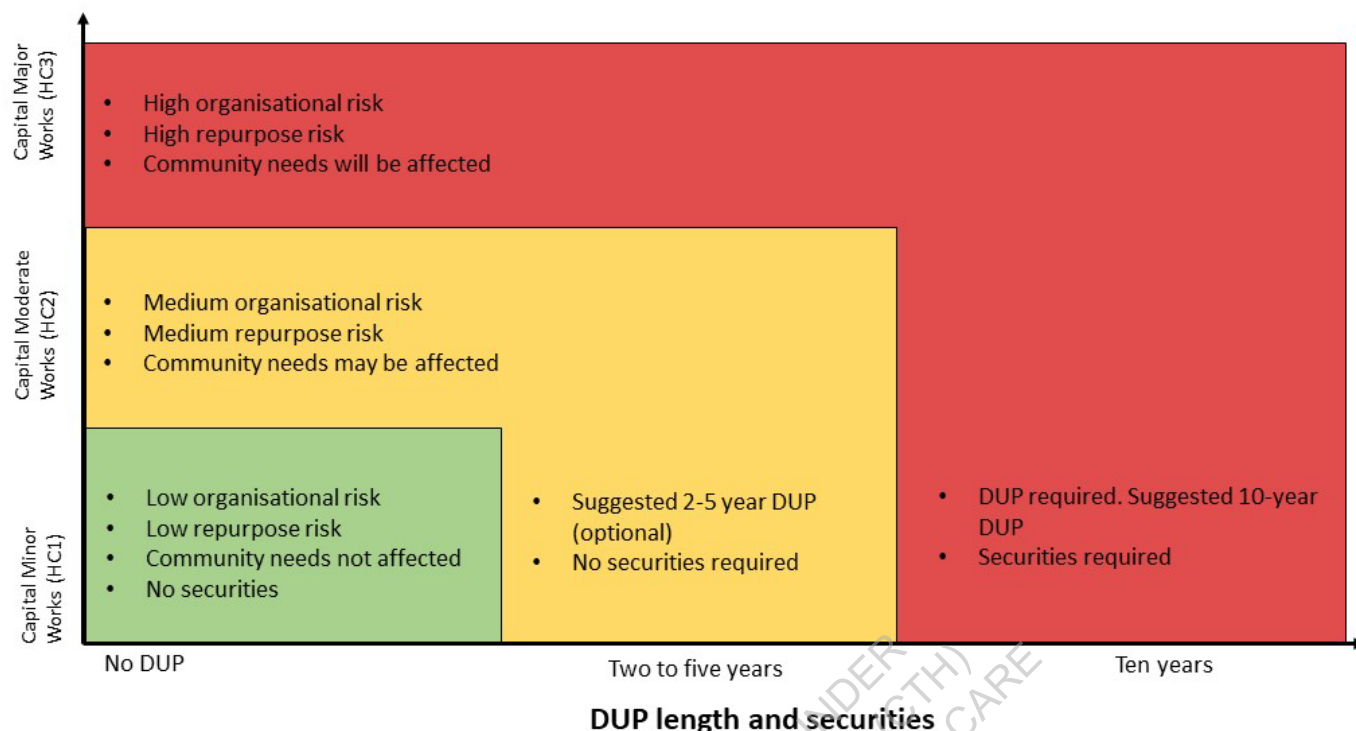 Capital Major
Works (HC3)
• High organisational risk
• High repurpose risk
• Community needs will be affected
Capital Moderate
Works (HC2)
• Medium organisational risk
• Medium repurpose risk
• Community needs may be affected
Capital Minor
Works (HC1)
• Low organisational risk
• Low repurpose risk
• Community needs not affected
• No securities
• Suggested 2-5 year DUP
(optional)
• No securities required
• DUP required. Suggested 10-year
DUP
• Securities required
No DUP
Two to five years
Ten years
DUP length and securities
NDER
CTH)
CARE